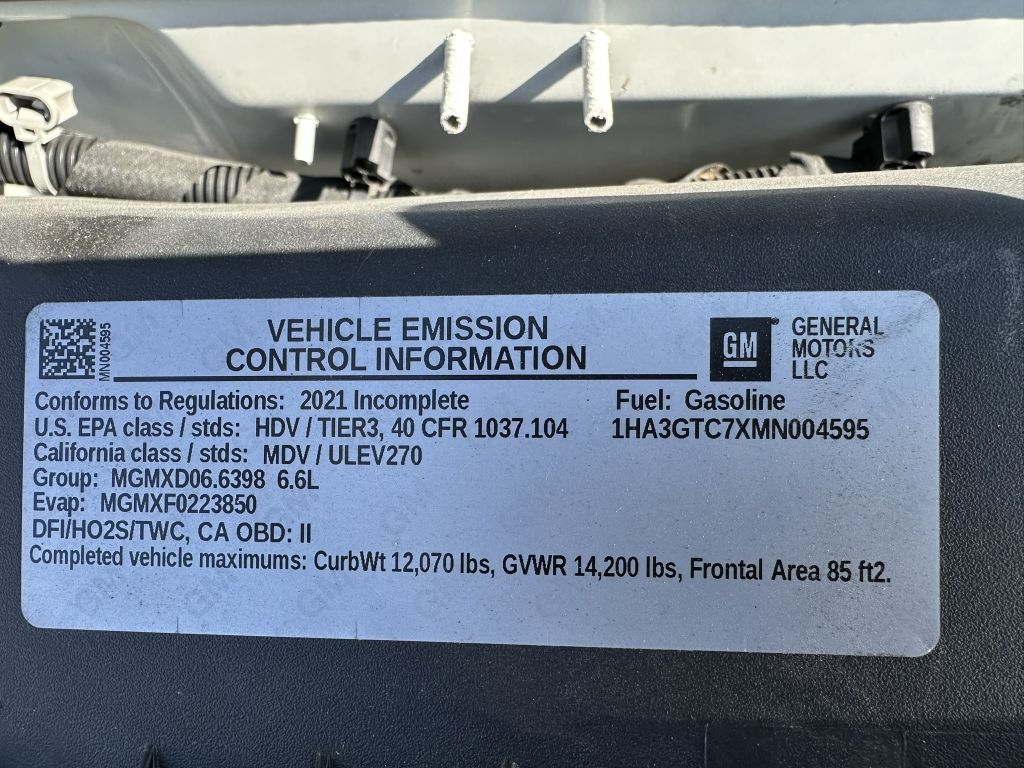 MN004595
VEHICLE EMISSION
CONTROL INFORMATION
GM
GENERAL
MOTORS
LLC
Conforms to Regulations: 2021 Incomplete
Fuel: Gasoline
U.S. EPA class / stds: HDV / TIER3, 40 CFR 1037.104
1HA3GTC7XMN004595
California class / stds: MDV / ULEV270
Group: MGMXD06.6398 6.6L
Evap: MGMXF0223850
DFI/HO2S/TWC, CA OBD: II
Completed vehicle maximums: CurbWt 12,070 lbs, GVWR 14,200 lbs, Frontal Area 85 ft2.